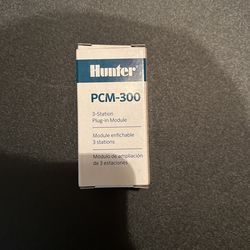 Hunter
PCM-300
3-Station
Plug-in Module
Module enfichable
3 stations
Módulo de ampliación
de 3 estaciones